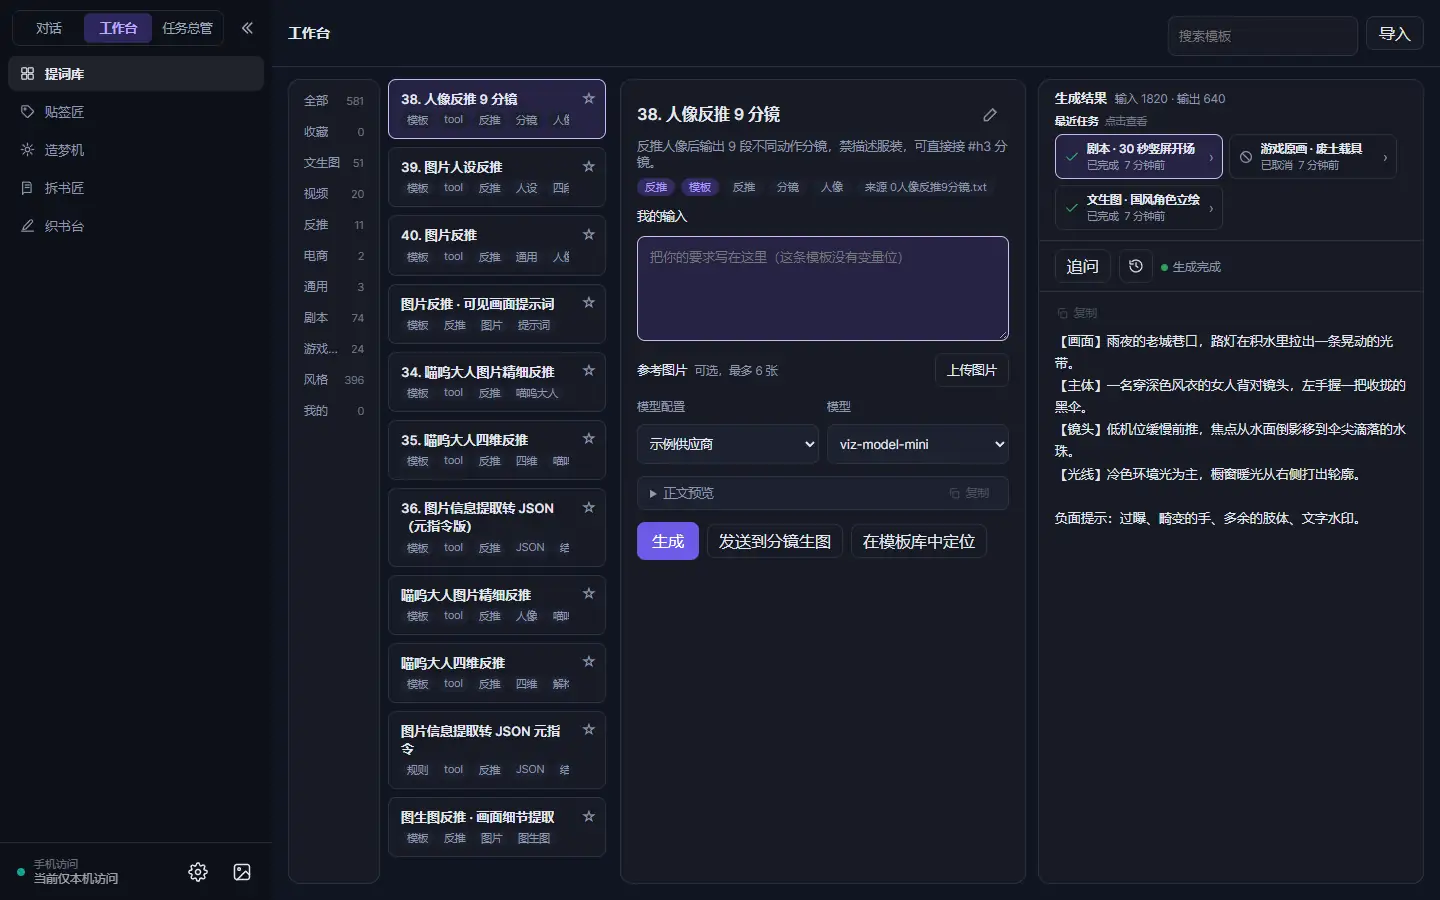 对话
工作台
任务总管
提词库
贴签匠
造梦机
拆书匠
织书台
手机访问
当前仅本机访问
工作台
搜索模板
导入
全部 581
收藏 0
文生图 51
视频 20
反推 11
电商 2
通用 3
剧本 74
游戏... 24
风格 396
我的 0
38. 人像反推 9 分镜
模板 tool 反推 分镜
39. 图片人设反推
模板 tool 反推 人设
40. 图片反推
模板 tool 反推 通用
图片反推 · 可见画面提示词
模板 反推 图片 提示词
34. 喵呜大人图片精细反推
模板 tool 反推 喵呜大人
35. 喵呜大人四维反推
模板 tool 反推 四维
36. 图片信息提取转 JSON
（元指令版）
模板 tool 反推 JSON
喵呜大人图片精细反推
模板 tool 反推 人像
喵呜大人四维反推
模板 tool 反推 四维
图片信息提取转 JSON 元指
令
规则 tool 反推 JSON
图生图反推 · 画面细节提取
模板 反推 图片 图生图
38. 人像反推 9 分镜
反推人像后输出 9 段不同动作分镜，禁描述服装，可直接接 #h3 分
镜。
反推 模板 反推 分镜 人像 来源 0人像反推9分镜.txt
我的输入
把你的要求写在这里（这条模板没有变量位）
参考图片 可选，最多 6 张
上传图片
模型配置 模型
示例供应商 viz-model-mini
正文预览
复制
生成
发送到分镜生图
在模板库中定位
生成结果 输入 1820 · 输出 640
最近任务 点击查看
剧本 · 30 秒竖屏开场
已完成 7 分钟前
游戏原画 · 废土载具
已取消 7 分钟前
文生图 · 国风角色立绘
已完成 7 分钟前
追问
生成完成
复制
【画面】雨夜的老城巷口，路灯在积水里拉出一条晃动的光
带。
【主体】一名穿深色风衣的女人背对镜头，左手握一把收拢的
黑伞。
【镜头】低机位缓慢前推，焦点从水面倒影移到伞尖滴落的水
珠。
【光线】冷色环境光为主，橱窗暖光从右侧打出轮廓。
负面提示：过曝、畸变的手、多余的肢体、文字水印。